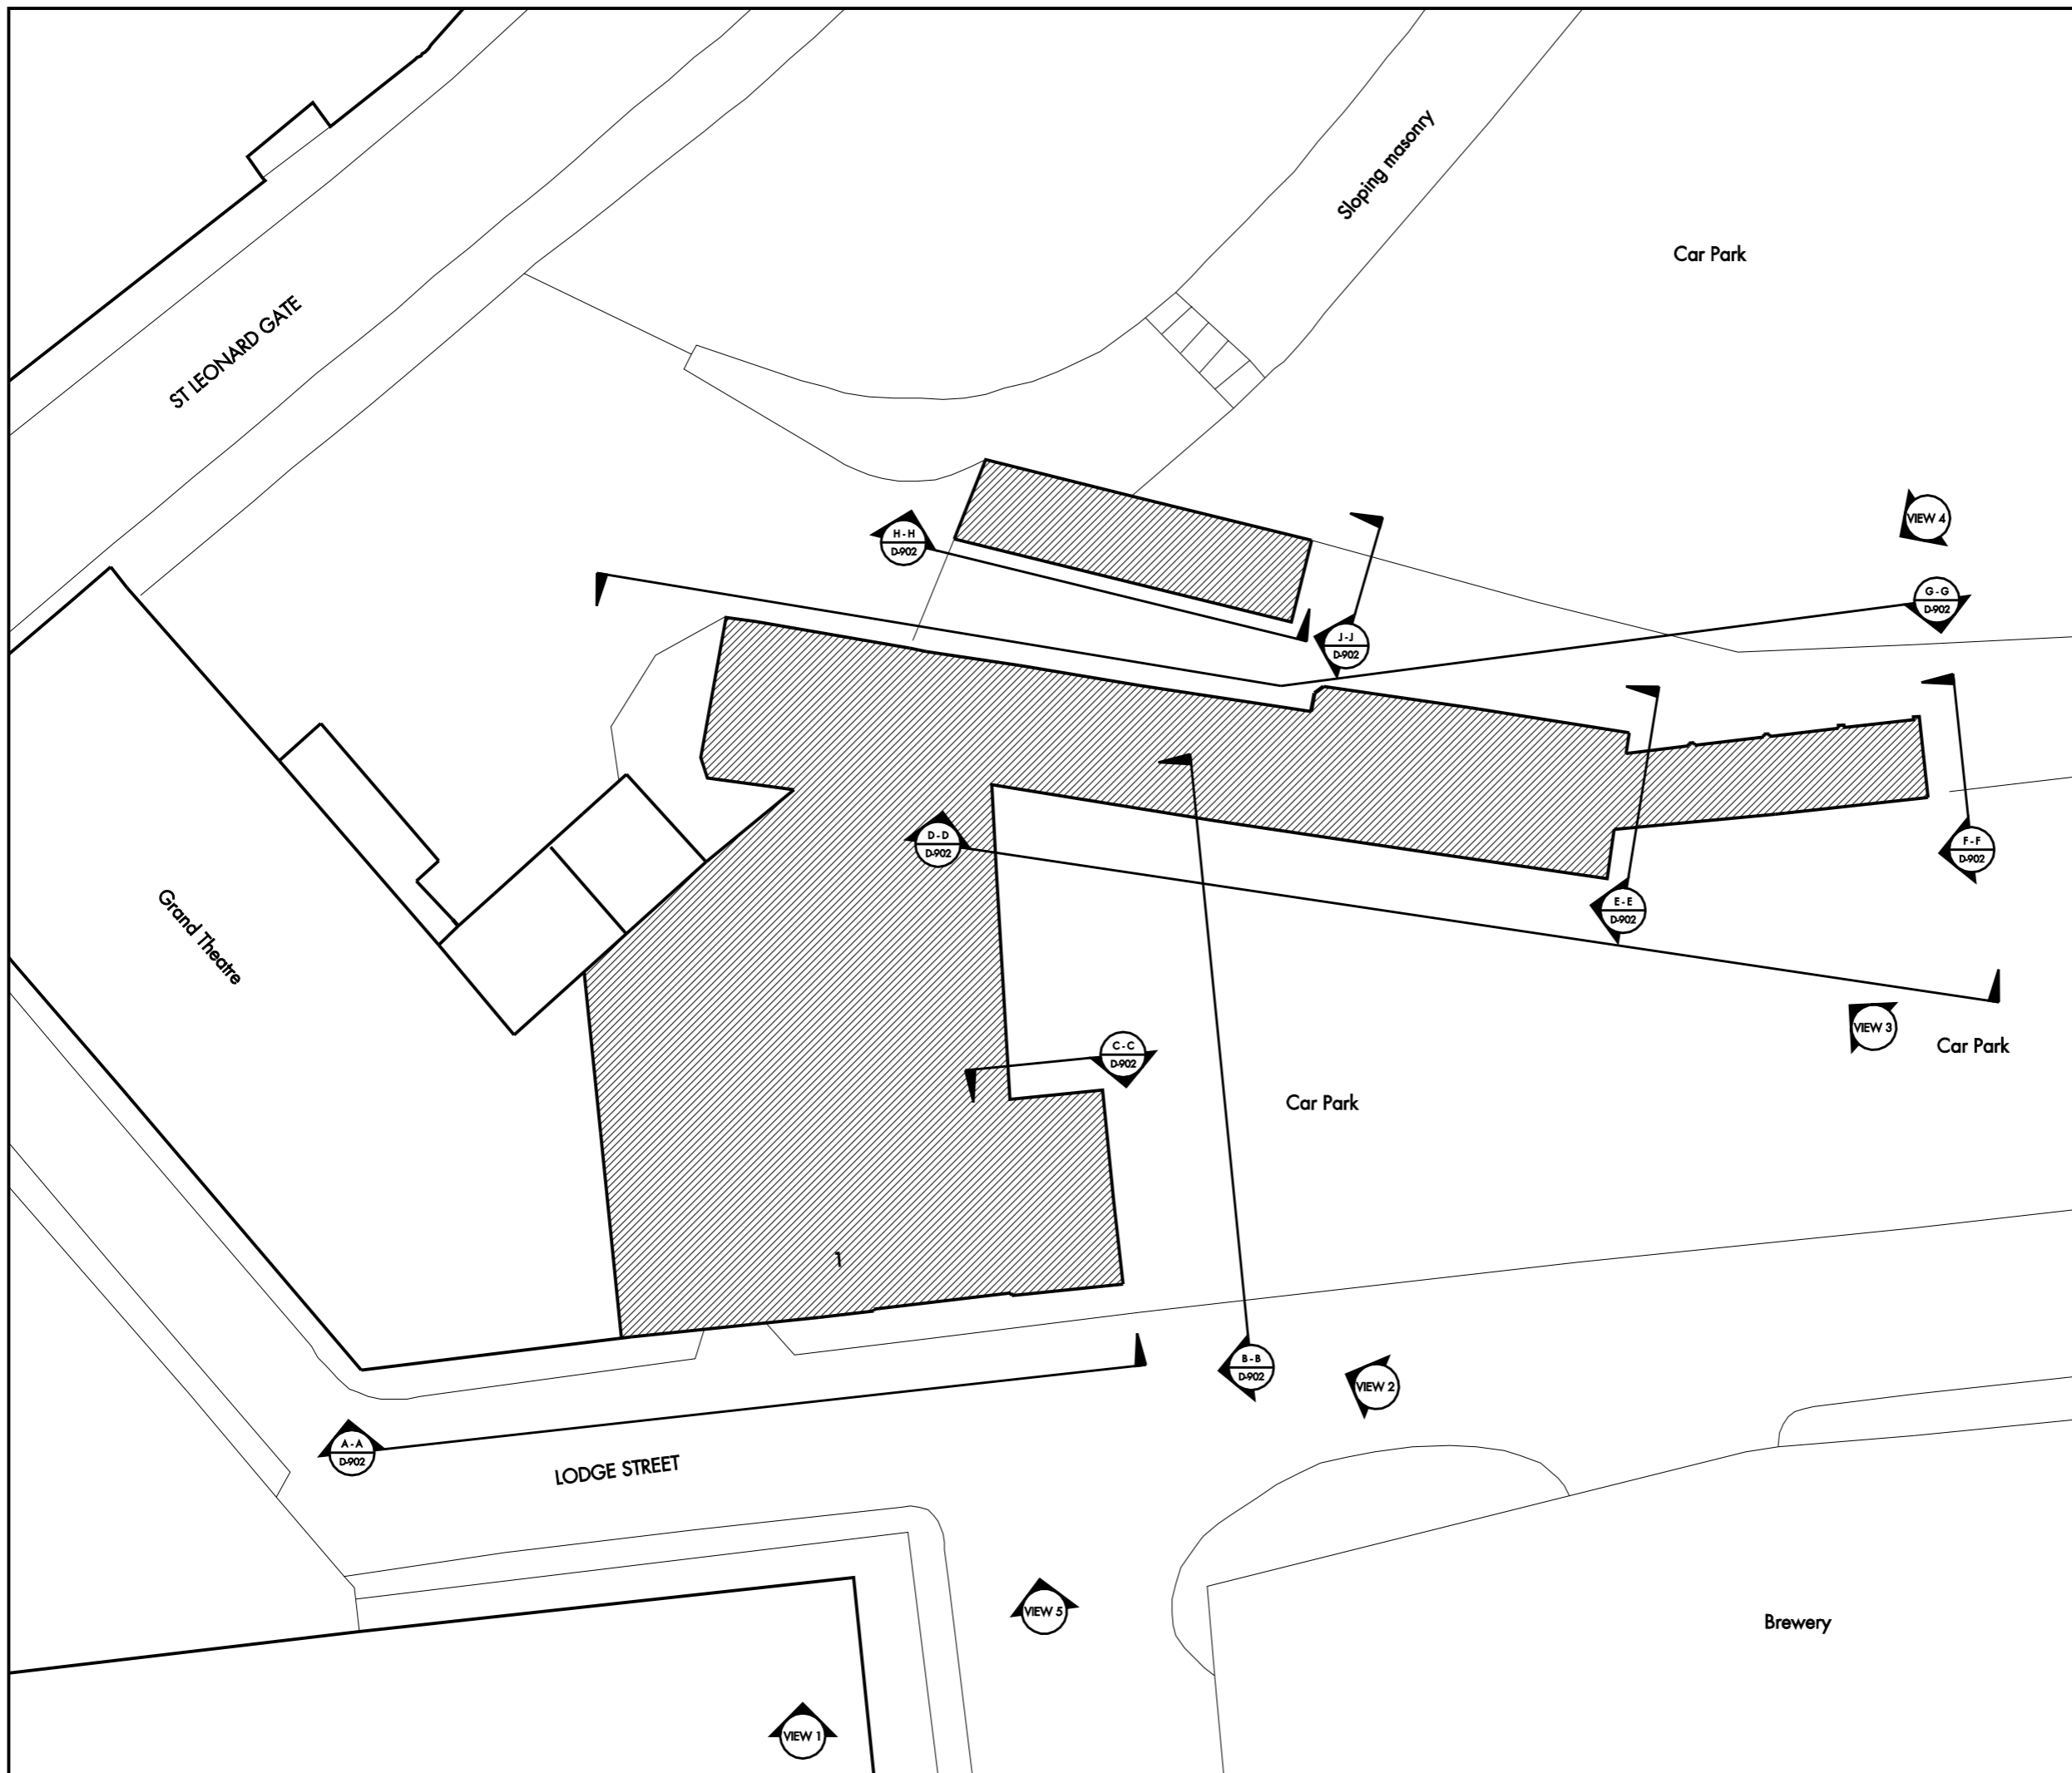 Sloping masonry
Car Park
ST LEONARD GATE
VIEW 4
H - H
D-902
G - G
D-902
J - J
D-902
D - D
D-902
F - F
D-902
E - E
D-902
Grand Theatre
VIEW 3
Car Park
C - C
D-902
Car Park
1
B - B
D-902
VIEW 2
A - A
D-902
LODGE STREET
VIEW 5
Brewery
VIEW 1